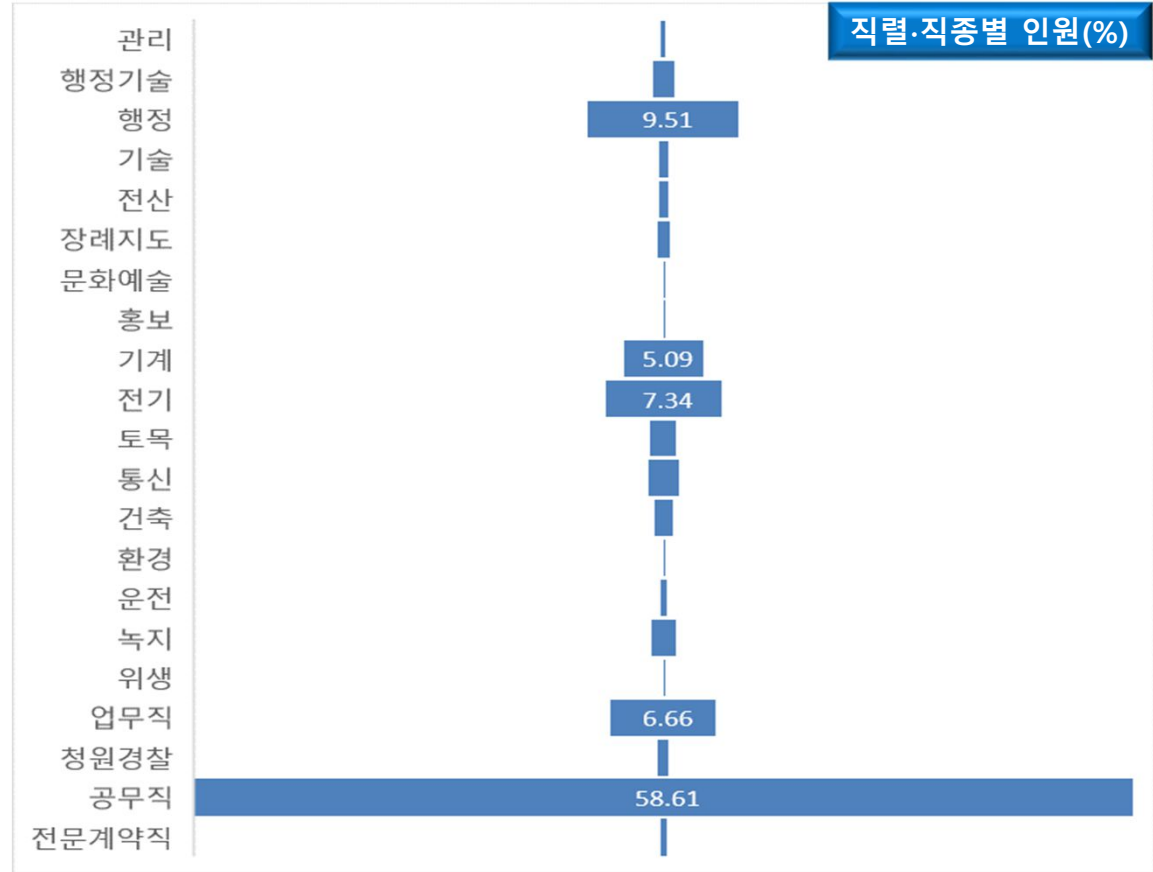 직렬·직종별 인원(%)
관리
행정기술
행정 9.51
기술
전산
장례지도
문화예술
홍보
기계 5.09
전기 7.34
토목
통신
건축
환경
운전
녹지
위생
업무직 6.66
청원경찰
공무직 58.61
전문계약직